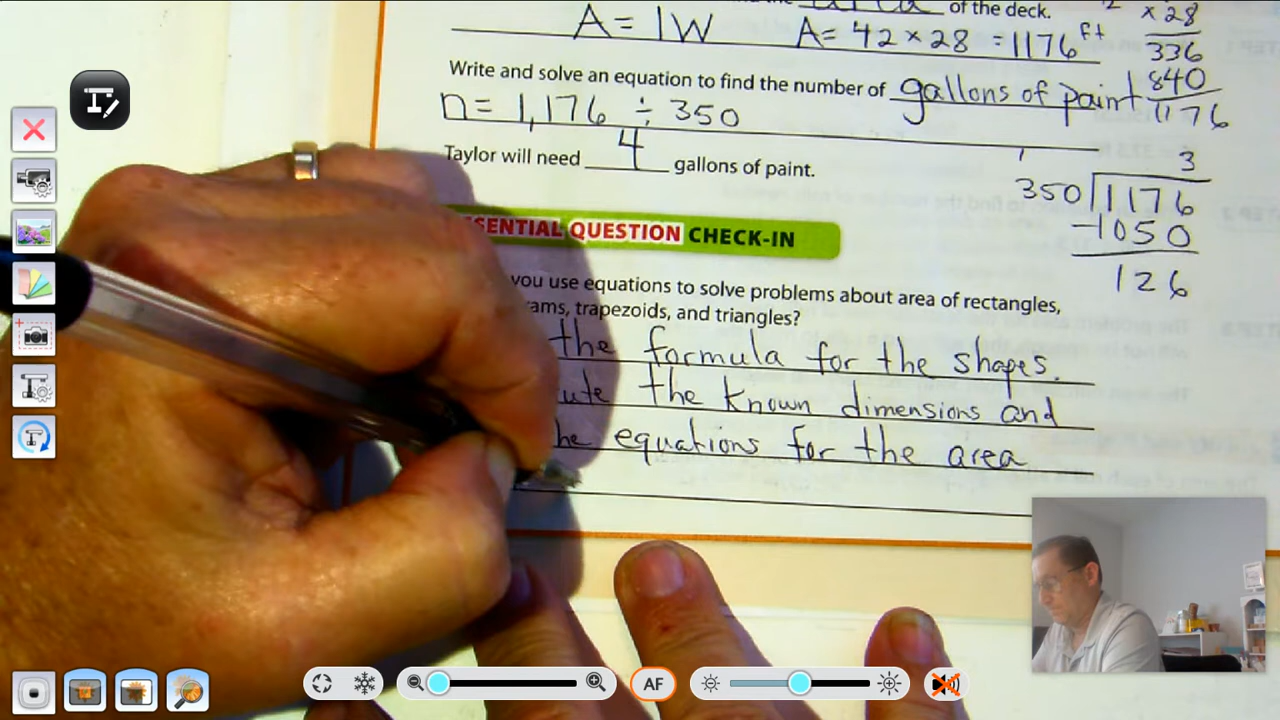 of the deck.
× 28
A = lW A = 42 × 28 = 1176 ft
336
Write and solve an equation to find the number of gallons of paint
840
1176
n = 1,176 ÷ 350
Taylor will need 4 gallons of paint.
3
350 1176
-1050
126
SENTIAL QUESTION CHECK-IN
you use equations to solve problems about area of rectangles,
ams, trapezoids, and triangles?
the formula for the shapes.
ute the known dimensions and
he equations for the area
AF